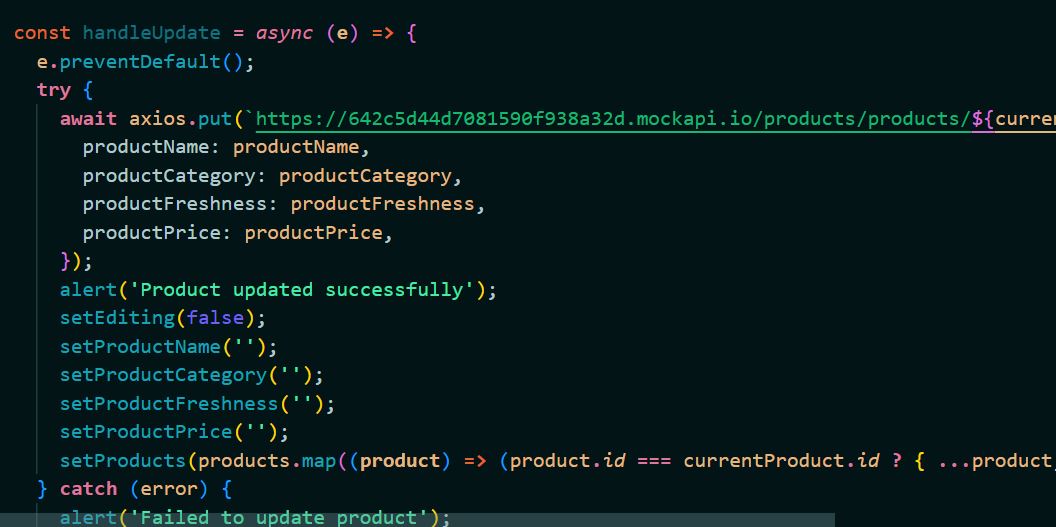 const handleUpdate = async (e) => {
e.preventDefault();
try {
await axios.put(`https://642c5d44d7081590f938a32d.mockapi.io/products/products/${curren
productName: productName,
productCategory: productCategory,
productFreshness: productFreshness,
productPrice: productPrice,
});
alert('Product updated successfully');
setEditing(false);
setProductName('');
setProductCategory('');
setProductFreshness('');
setProductPrice('');
setProducts(products.map((product) => (product.id === currentProduct.id ? { ...product,
} catch (error) {
alert('Failed to update product');